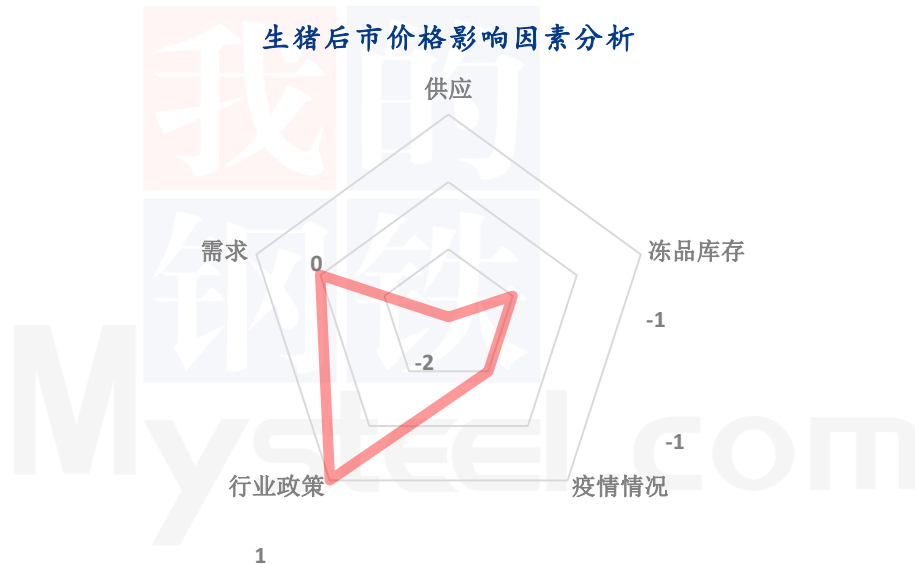 生猪后市价格影响因素分析
供应
我的
钢铁
需求
冻品库存
0
-1
-2
Mysteel.com
-1
行业政策
疫情情况
1